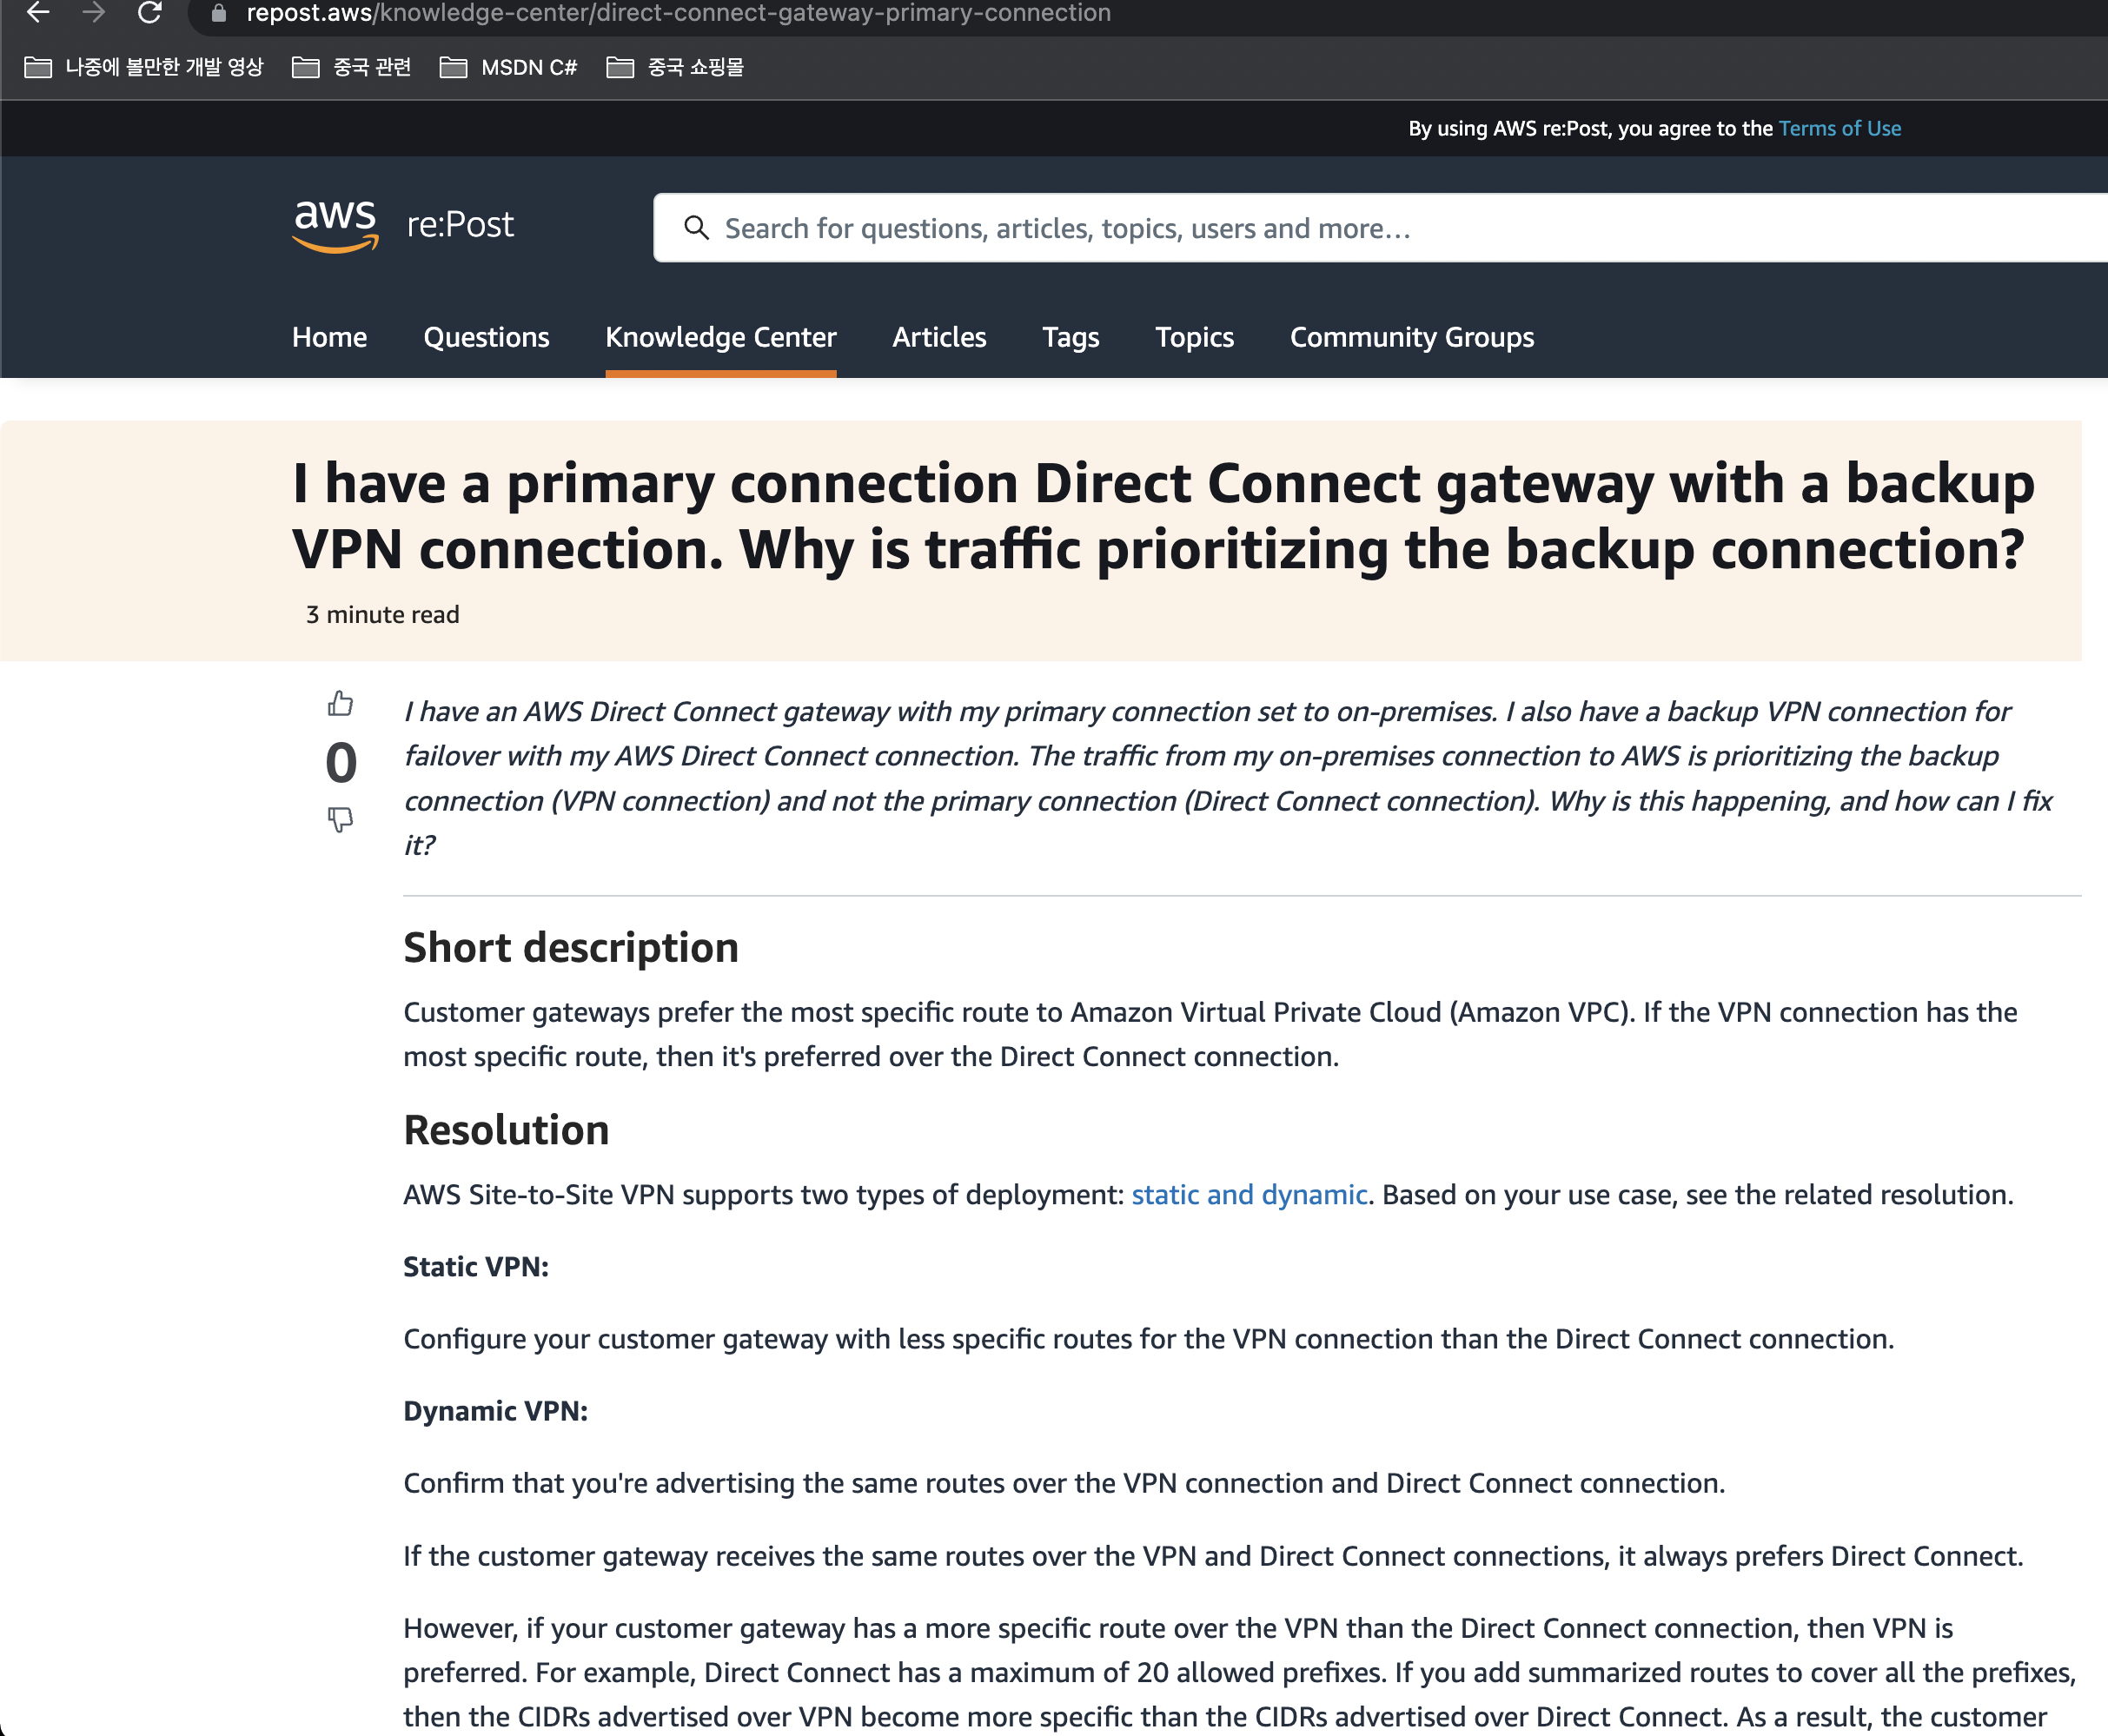 repost.aws/knowledge-center/direct-connect-gateway-primary-connection
나중에 볼만한 개발 영상 중국 관련 MSDN C# 중국 쇼핑몰
By using AWS re:Post, you agree to the Terms of Use
aws re:Post Search for questions, articles, topics, users and more...
Home Questions Knowledge Center Articles Tags Topics Community Groups
I have a primary connection Direct Connect gateway with a backup
VPN connection. Why is traffic prioritizing the backup connection?
3 minute read
0
I have an AWS Direct Connect gateway with my primary connection set to on-premises. I also have a backup VPN connection for
failover with my AWS Direct Connect connection. The traffic from my on-premises connection to AWS is prioritizing the backup
connection (VPN connection) and not the primary connection (Direct Connect connection). Why is this happening, and how can I fix
it?
Short description
Customer gateways prefer the most specific route to Amazon Virtual Private Cloud (Amazon VPC). If the VPN connection has the
most specific route, then it's preferred over the Direct Connect connection.
Resolution
AWS Site-to-Site VPN supports two types of deployment: static and dynamic. Based on your use case, see the related resolution.
Static VPN:
Configure your customer gateway with less specific routes for the VPN connection than the Direct Connect connection.
Dynamic VPN:
Confirm that you're advertising the same routes over the VPN connection and Direct Connect connection.
If the customer gateway receives the same routes over the VPN and Direct Connect connections, it always prefers Direct Connect.
However, if your customer gateway has a more specific route over the VPN than the Direct Connect connection, then VPN is
preferred. For example, Direct Connect has a maximum of 20 allowed prefixes. If you add summarized routes to cover all the prefixes,
then the CIDRs advertised over VPN become more specific than the CIDRs advertised over Direct Connect. As a result, the customer